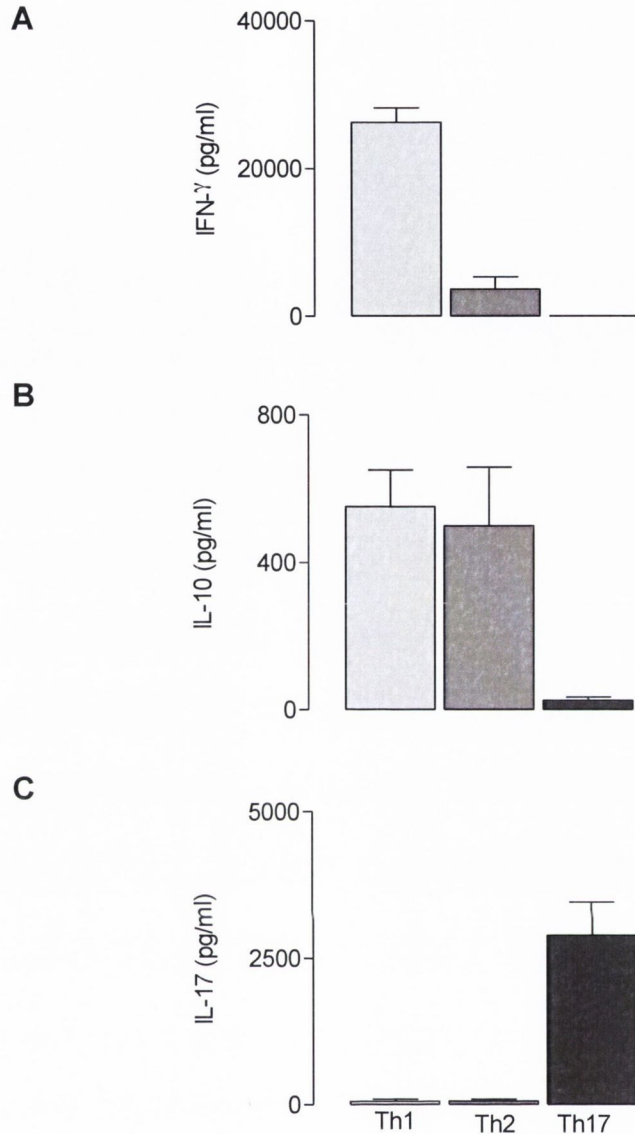 A
IFN-γ (pg/ml)
40000
20000
0
B
IL-10 (pg/ml)
800
400
0
C
IL-17 (pg/ml)
5000
2500
0
Th1 Th2 Th17